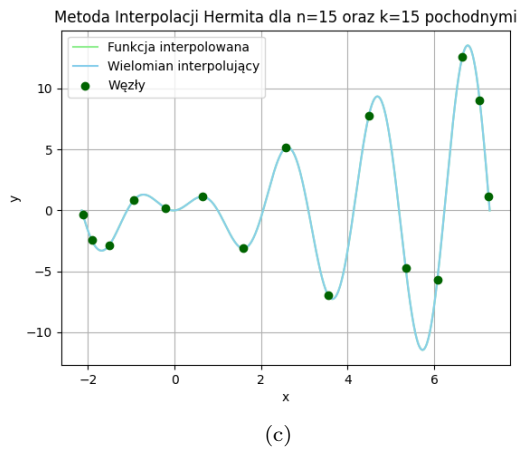 Metoda Interpolacji Hermita dla n=15 oraz k=15 pochodnymi
Funkcja interpolowana
Wielomian interpolujący
Węzły
10
5
0
−5
−10
y
−2 0 2 4 6
x
(c)